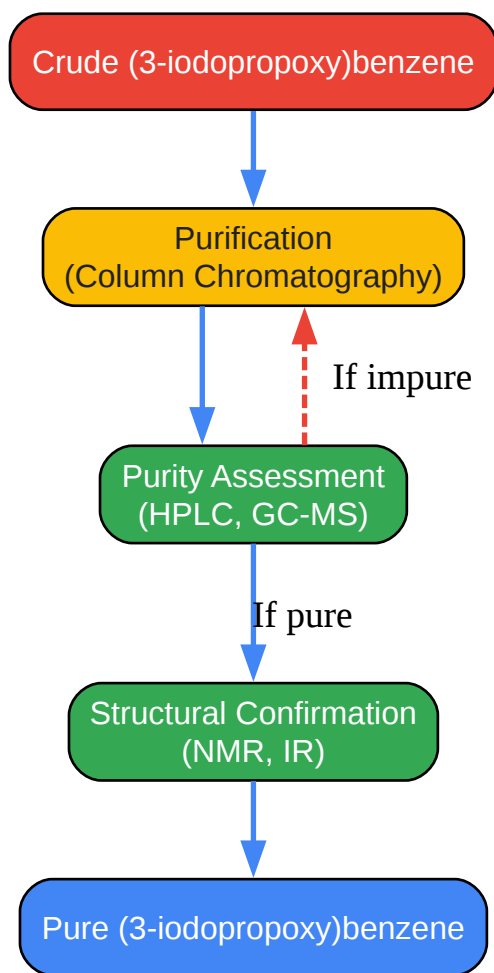 Crude (3-iodopropoxy)benzene
Purification
(Column Chromatography)
If impure
Purity Assessment
(HPLC, GC-MS)
If pure
Structural Confirmation
(NMR, IR)
Pure (3-iodopropoxy)benzene